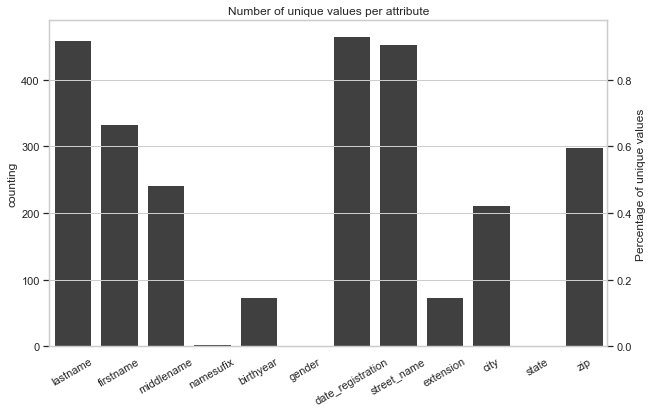 Number of unique values per attribute
counting
400
300
200
100
0
0.8
0.6
0.4
0.2
0.0
Percentage of unique values
lastname
firstname
middlename
namesufix
birthyear
gender
date_registration
street_name
extension
city
state
zip